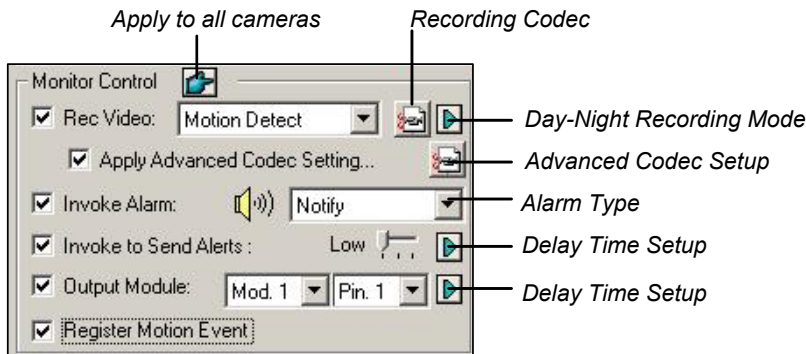 Apply to all cameras
Recording Codec
Monitor Control
Rec Video: Motion Detect
Day-Night Recording Mode
Apply Advanced Codec Setting...
Advanced Codec Setup
Invoke Alarm: Notify
Alarm Type
Invoke to Send Alerts : Low
Delay Time Setup
Output Module: Mod. 1 Pin. 1
Delay Time Setup
Register Motion Event